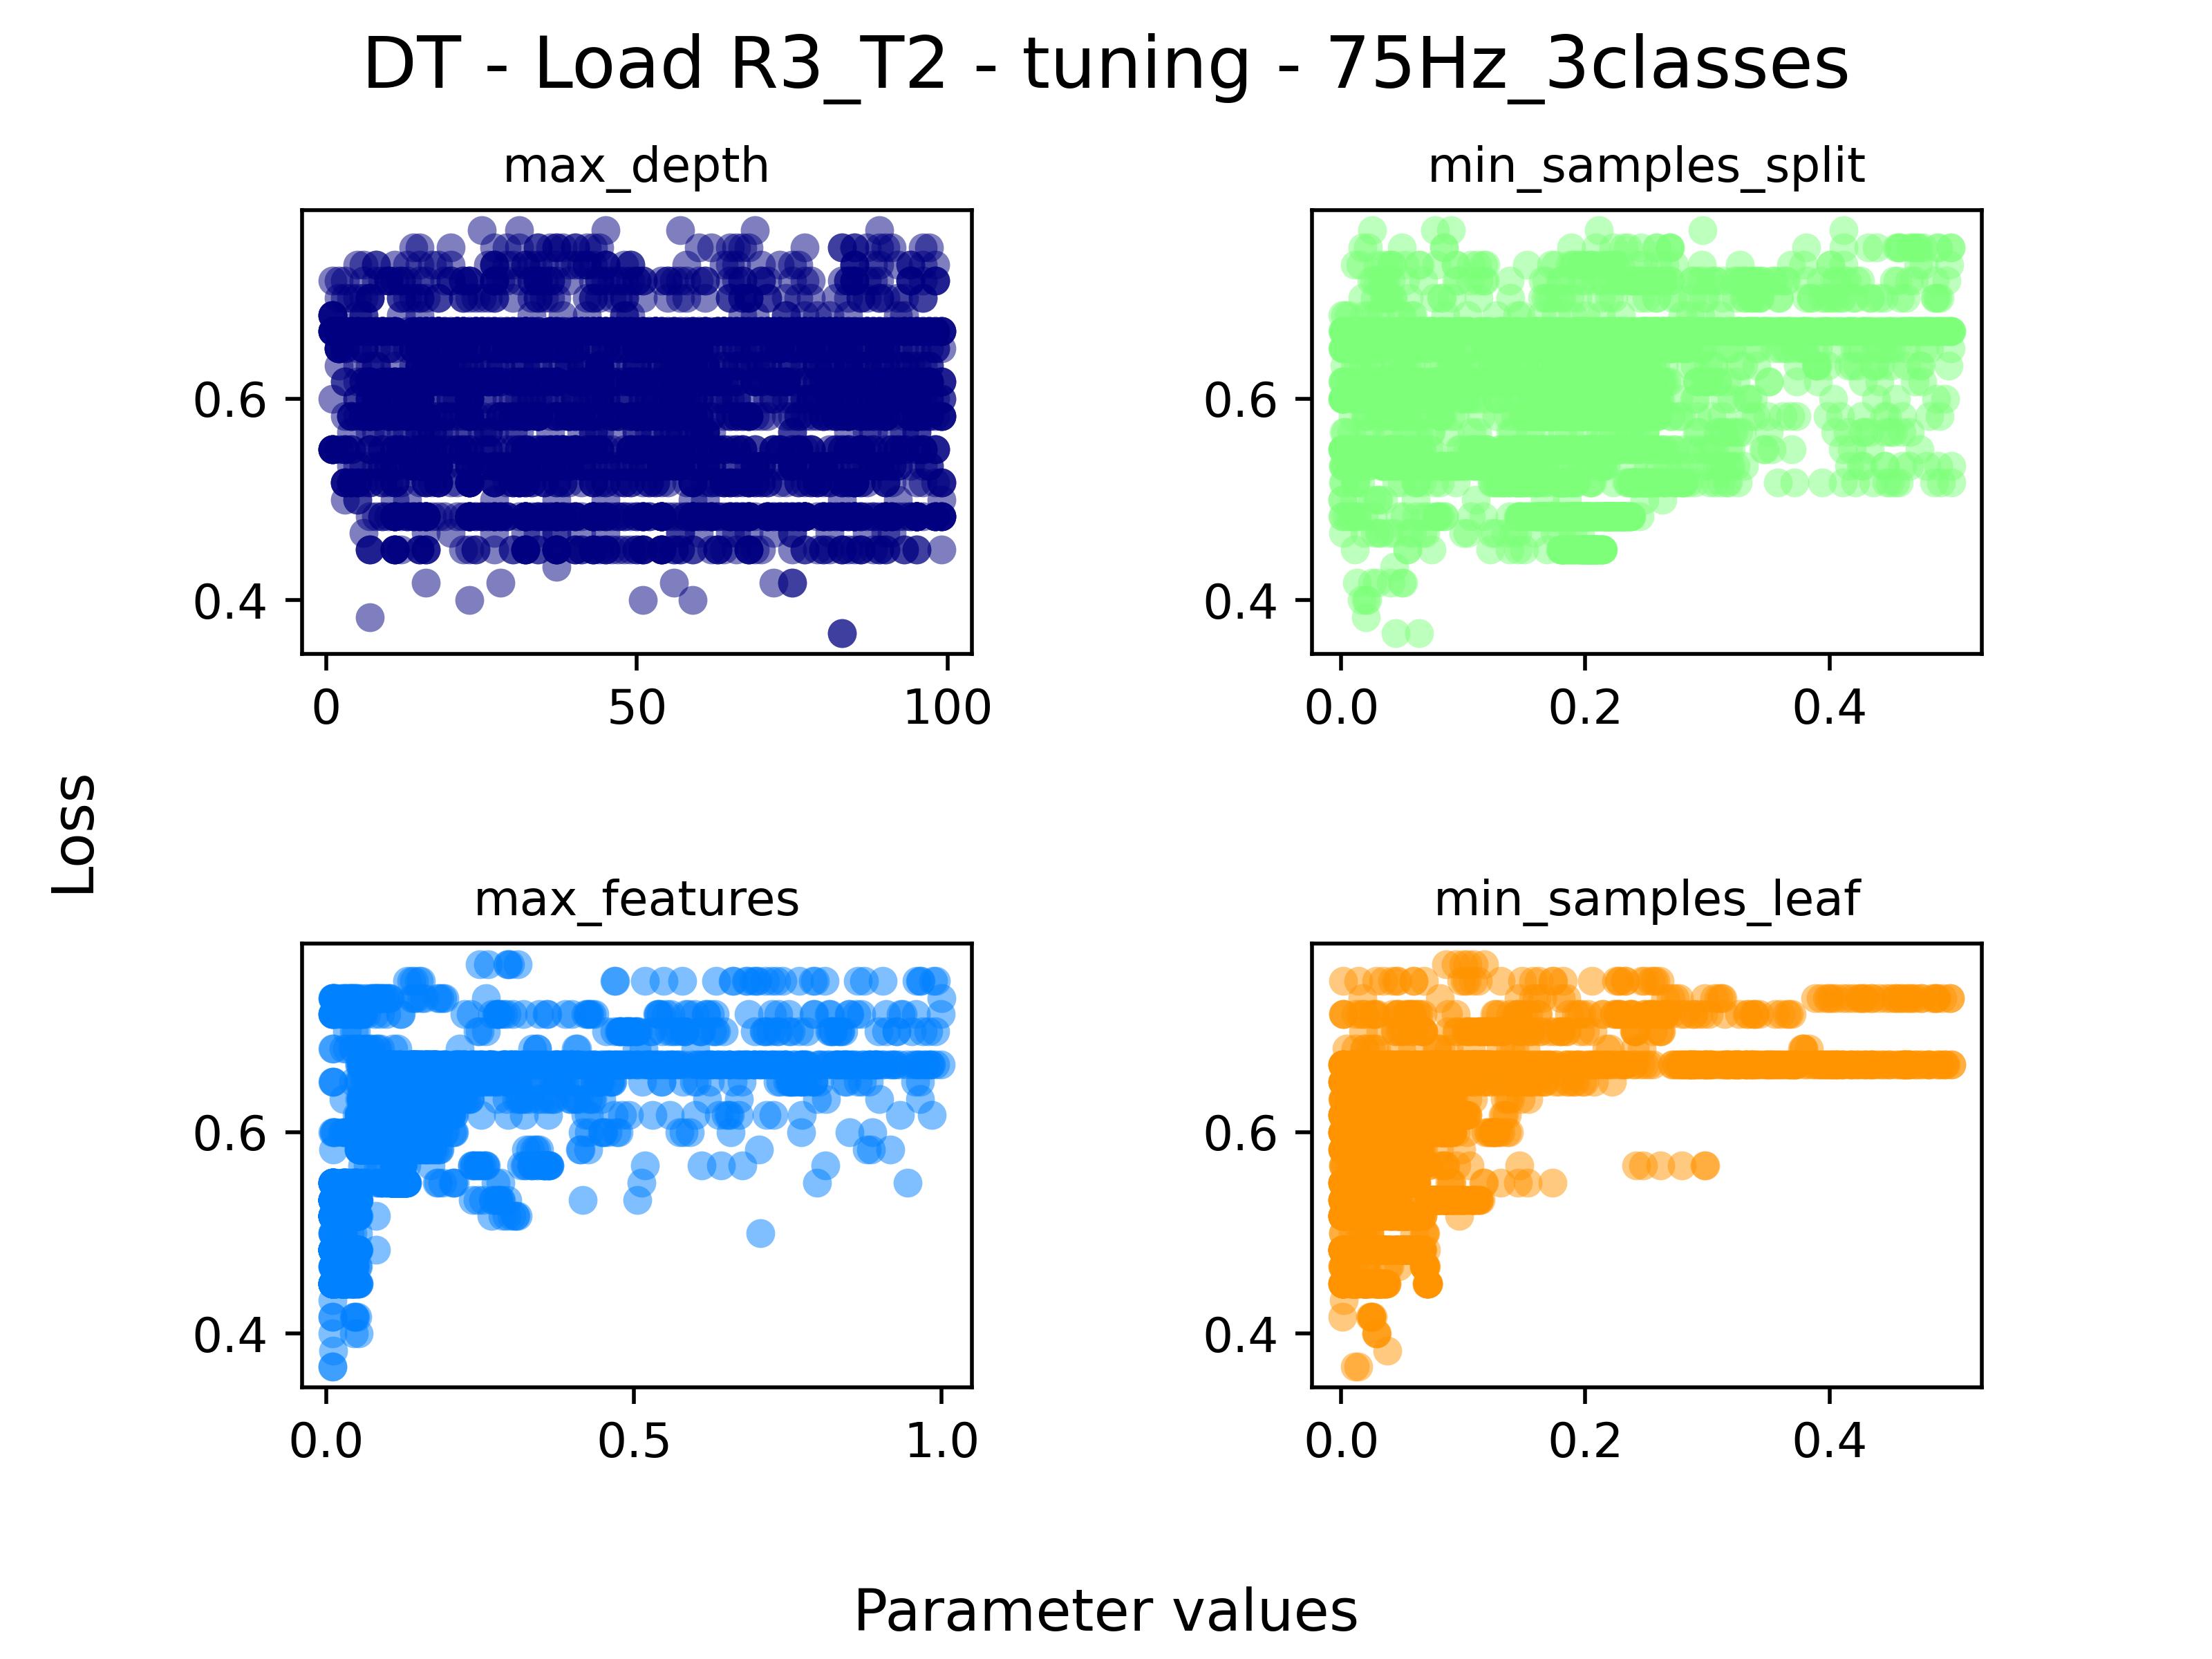 DT - Load R3_T2 - tuning - 75Hz_3classes
max_depth
min_samples_split
0.6
0.4
0 50 100
0.6
0.4
0.0 0.2 0.4
Loss
max_features
min_samples_leaf
0.6
0.4
0.0 0.5 1.0
0.6
0.4
0.0 0.2 0.4
Parameter values